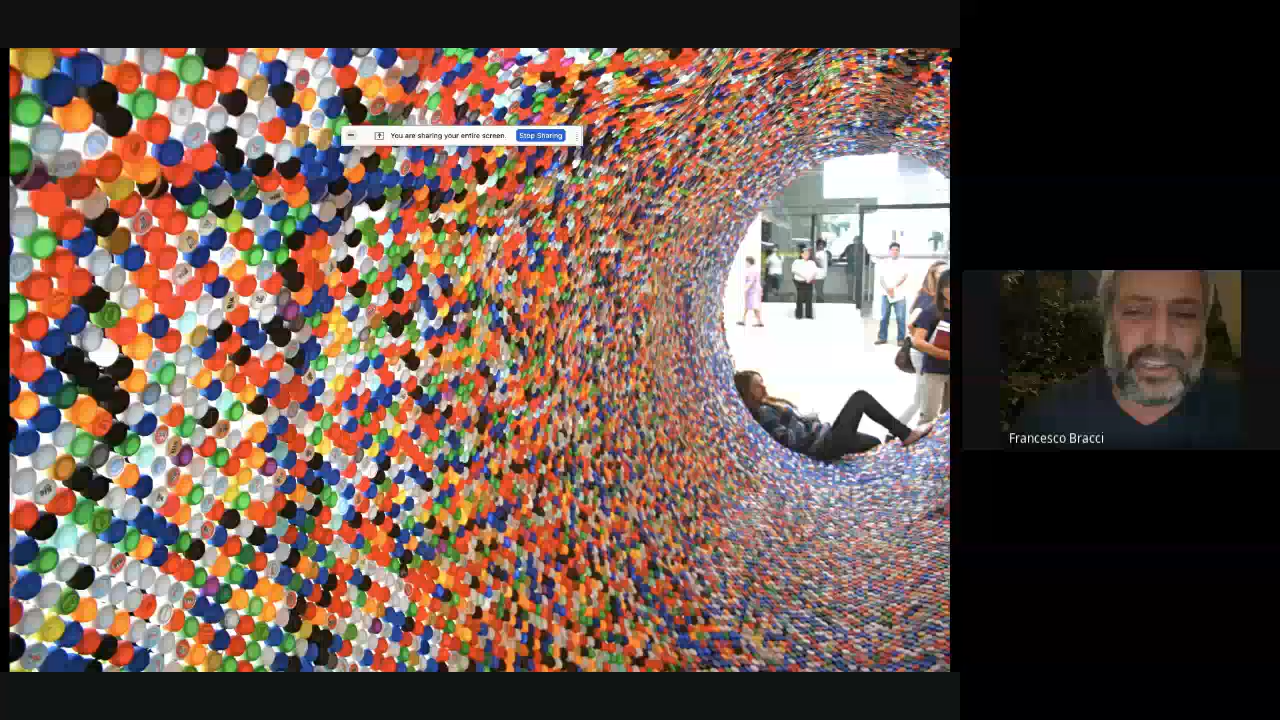 You are sharing your entire screen.
Stop Sharing
Francesco Bracci